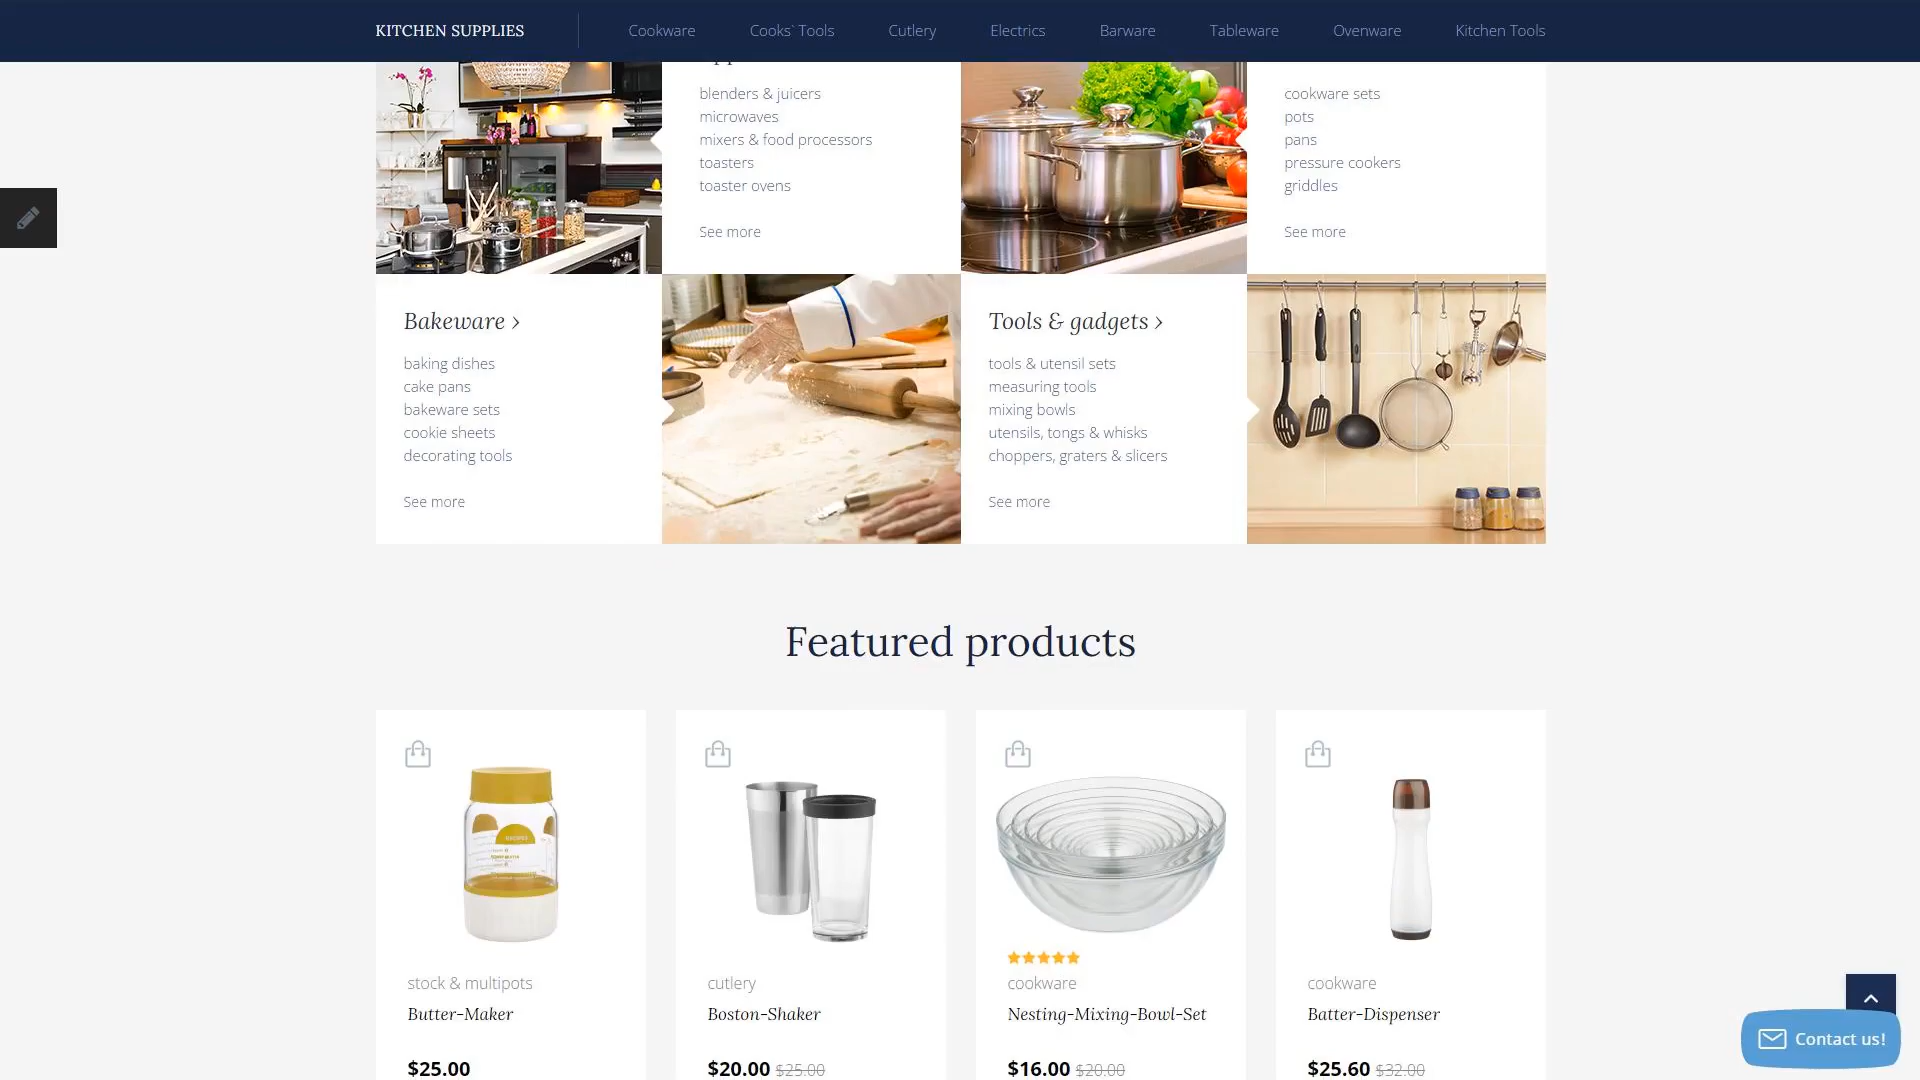 KITCHEN SUPPLIES
Cookware
Cooks` Tools
Cutlery
Electrics
Barware
Tableware
Ovenware
Kitchen Tools
blenders & juicers
microwaves
mixers & food processors
toasters
toaster ovens
See more
cookware sets
pots
pans
pressure cookers
griddles
See more
Bakeware ›
baking dishes
cake pans
bakeware sets
cookie sheets
decorating tools
See more
Tools & gadgets ›
tools & utensil sets
measuring tools
mixing bowls
utensils, tongs & whisks
choppers, graters & slicers
See more
Featured products
stock & multipots
Butter-Maker
$25.00
cutlery
Boston-Shaker
$20.00 $25.00
cookware
Nesting-Mixing-Bowl-Set
$16.00 $20.00
cookware
Batter-Dispenser
$25.60 $32.00
Contact us!